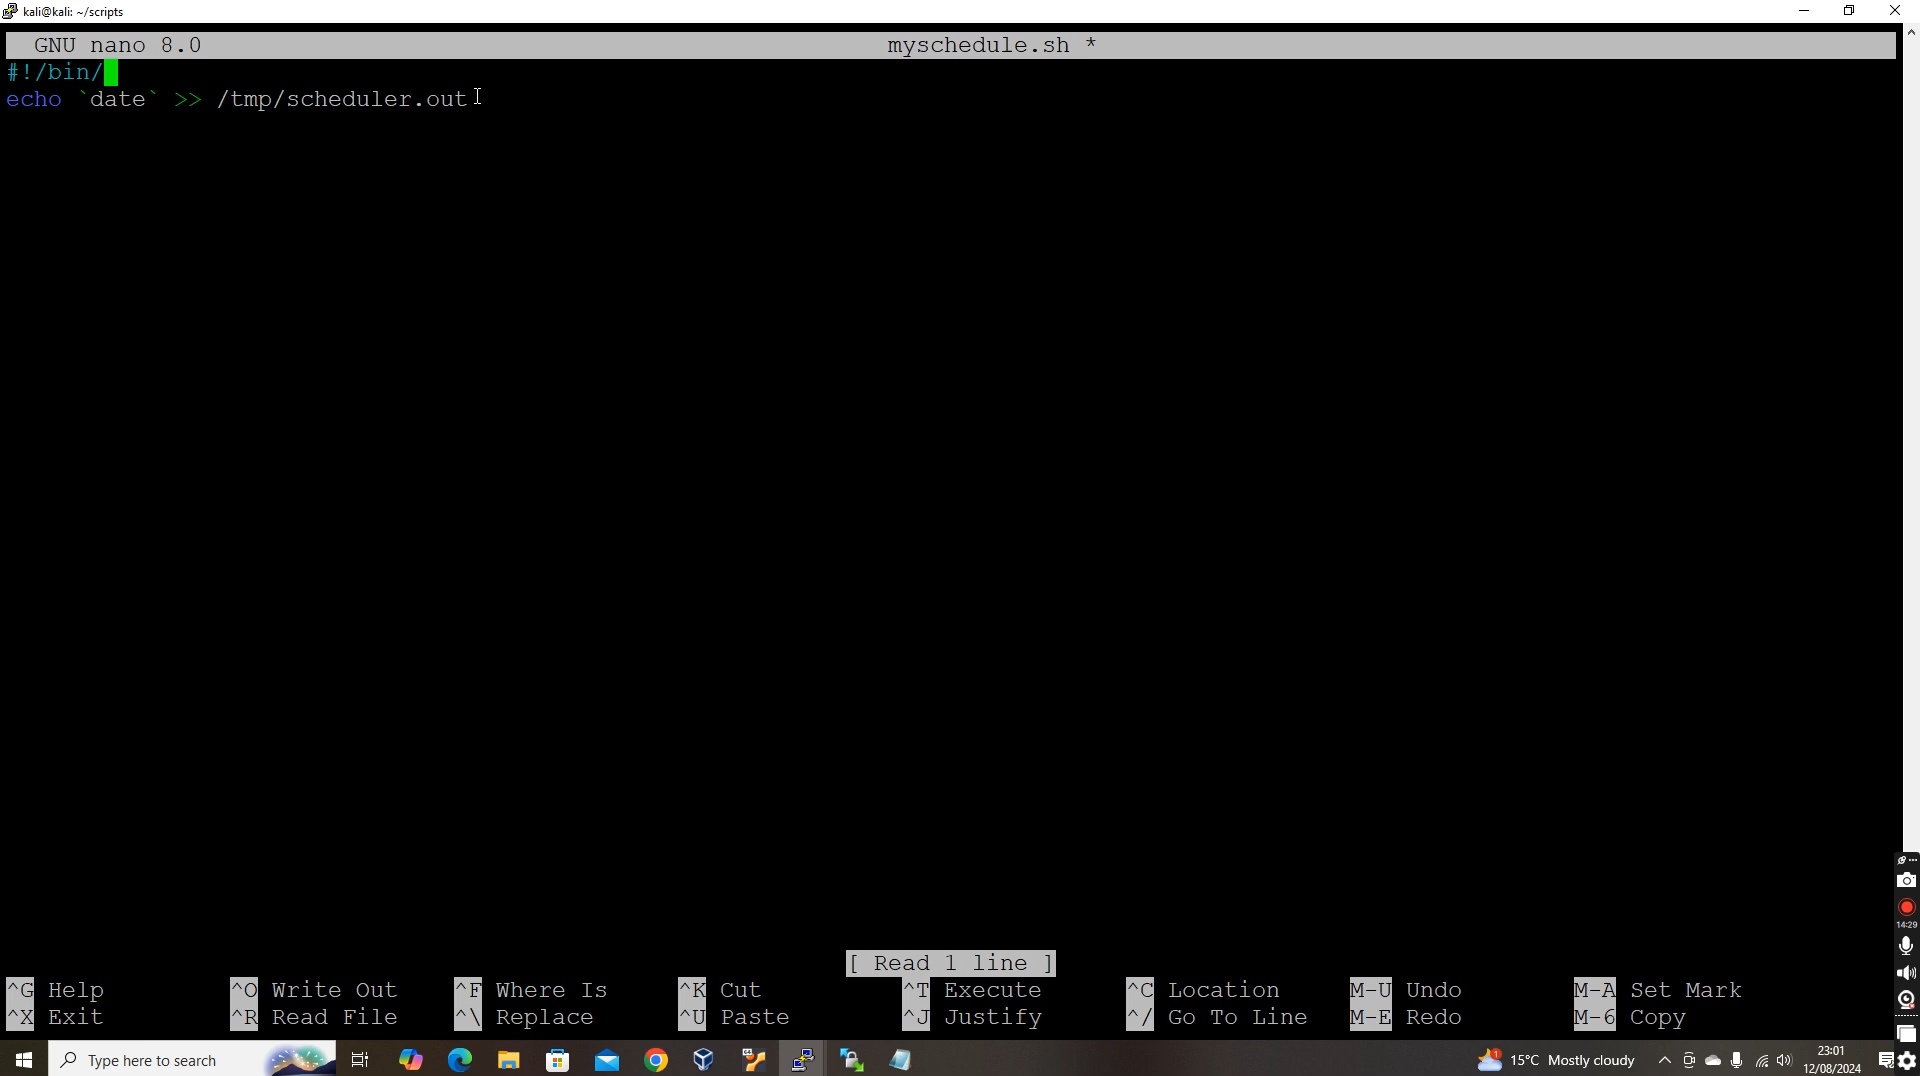 kali@kali: ~/scripts
GNU nano 8.0 myschedule.sh *
#!/bin/
echo `date` >> /tmp/scheduler.out
[ Read 1 line ]
^G Help ^O Write Out ^F Where Is ^K Cut ^T Execute ^C Location M-U Undo M-A Set Mark
^X Exit ^R Read File ^\ Replace ^U Paste ^J Justify ^/ Go To Line M-E Redo M-6 Copy
14:29
Type here to search
15°C Mostly cloudy
23:01
12/08/2024